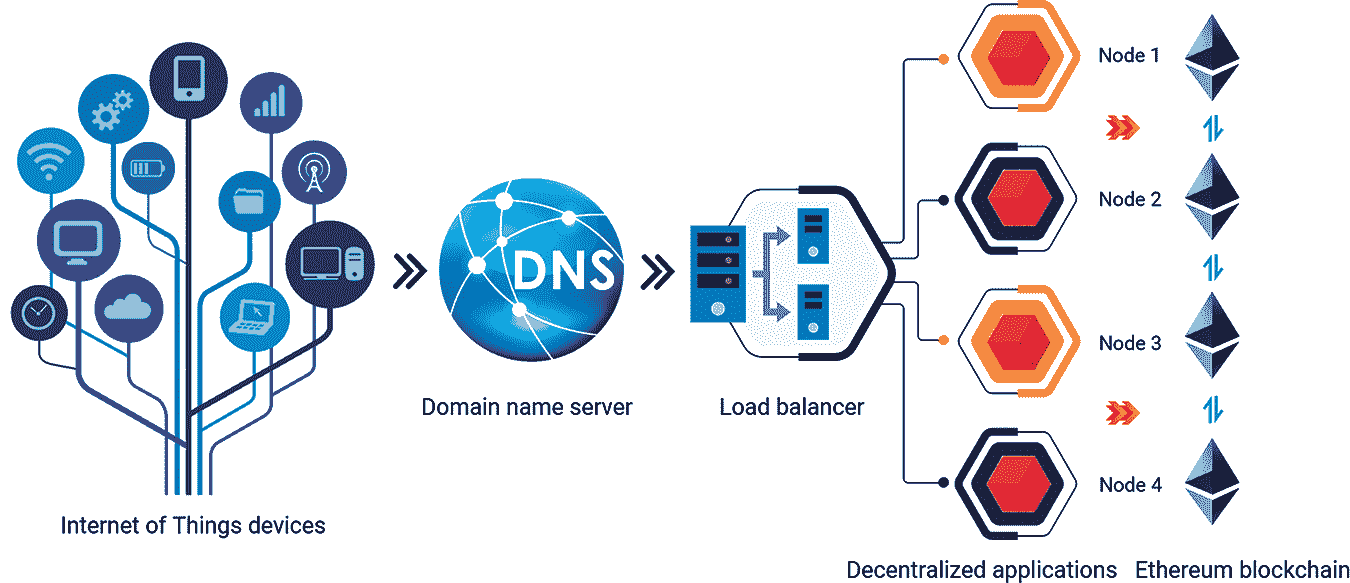 Node 1
Node 2
DNS
Node 3
Domain name server
Load balancer
Node 4
Internet of Things devices
Decentralized applications
Ethereum blockchain